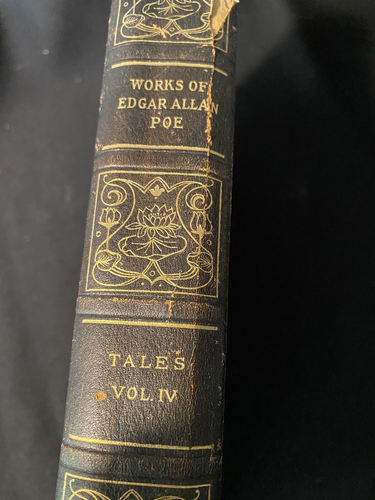 WORKS OF
EDGAR ALLAN
POE
TALES
VOL. IV